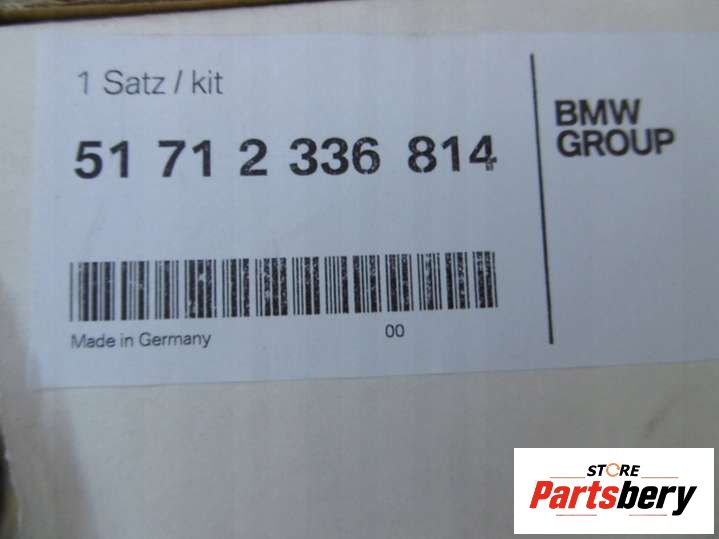 1 Satz / kit
51 71 2 336 814
Made in Germany
00
BMW
GROUP
STORE
Partsbery